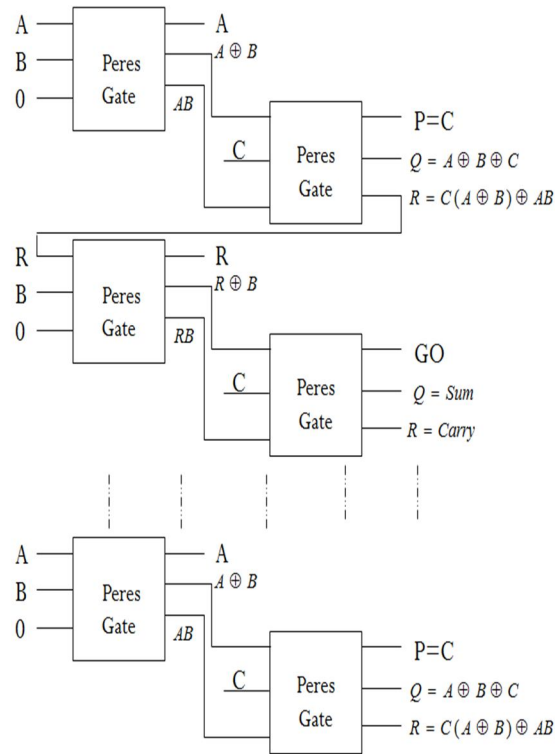 A
A
B
Peres
Gate
A ⊕ B
0
AB
P=C
C
Peres
Gate
Q = A ⊕ B ⊕ C
R = C(A ⊕ B) ⊕ AB
R
R
B
Peres
Gate
R ⊕ B
0
RB
GO
C
Peres
Gate
Q = Sum
R = Carry
A
A
B
Peres
Gate
A ⊕ B
0
AB
P=C
C
Peres
Gate
Q = A ⊕ B ⊕ C
R = C(A ⊕ B) ⊕ AB